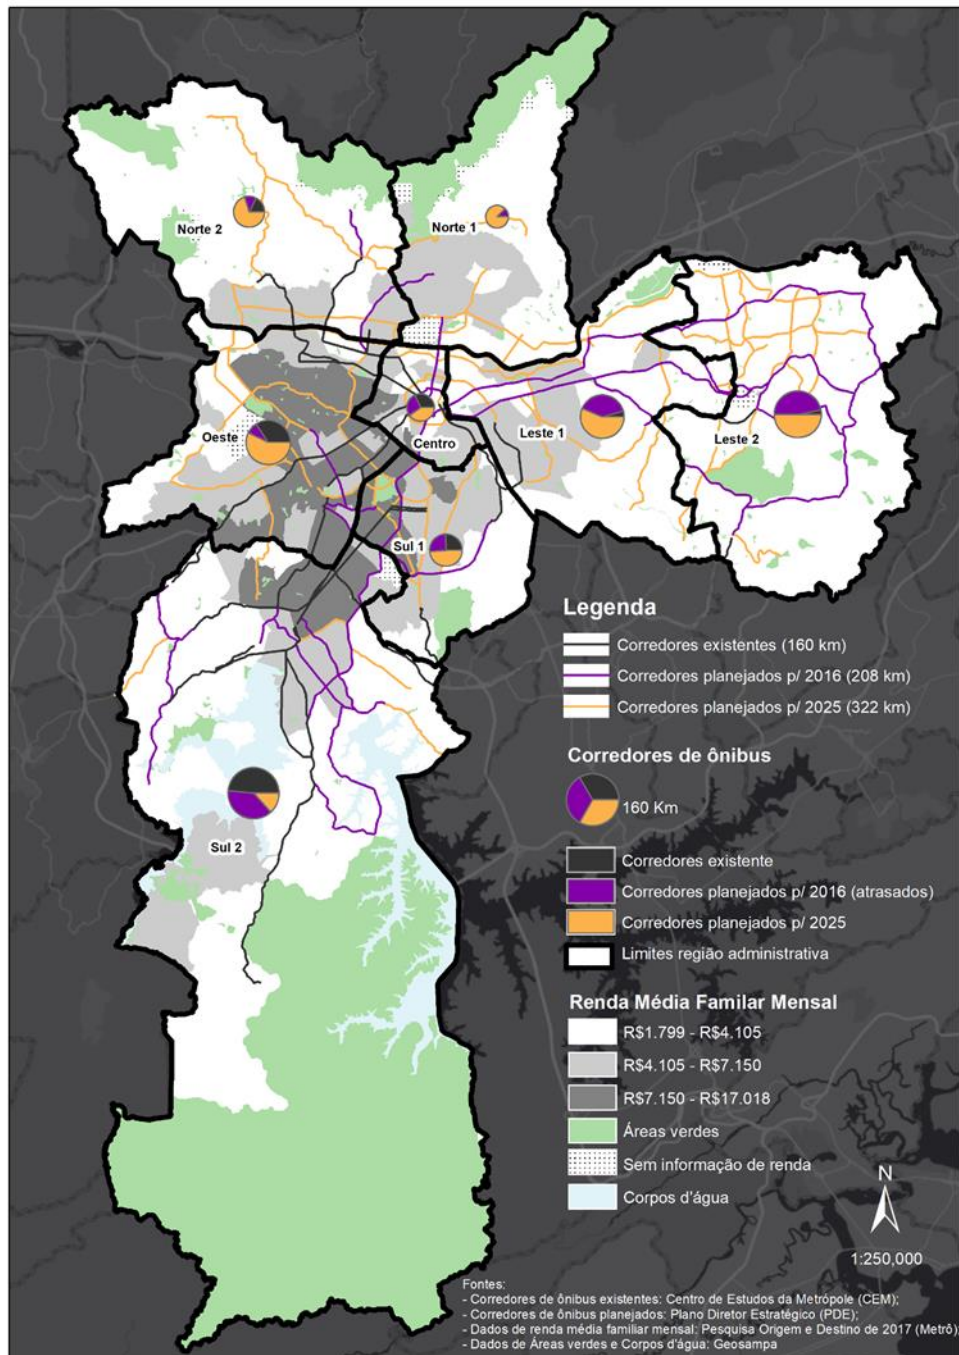 Norte 2
Norte 1
Oeste
Centro
Leste 1
Leste 2
Sul 1
Sul 2
Legenda
Corredores existentes (160 km)
Corredores planejados p/ 2016 (208 km)
Corredores planejados p/ 2025 (322 km)
Corredores de ônibus
160 Km
Corredores existente
Corredores planejados p/ 2016 (atrasados)
Corredores planejados p/ 2025
Limites região administrativa
Renda Média Familar Mensal
R$1.799 - R$4.105
R$4.105 - R$7.150
R$7.150 - R$17.018
Áreas verdes
Sem informação de renda
Corpos d'água
N
1:250,000
Fontes:
- Corredores de ônibus existentes: Centro de Estudos da Metrópole (CEM);
- Corredores de ônibus planejados: Plano Diretor Estratégico (PDE);
- Dados de renda média familiar mensal: Pesquisa Origem e Destino de 2017 (Metrô);
- Dados de Áreas verdes e Corpos d'água: Geosampa